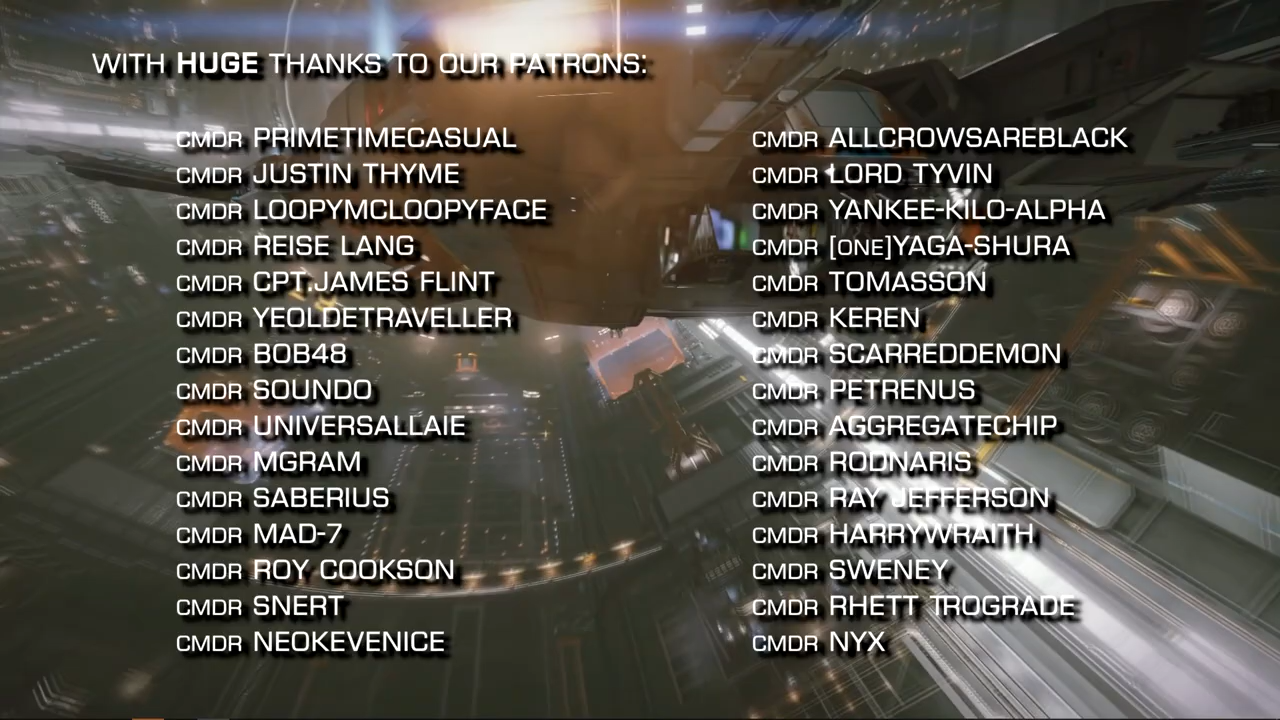 WITH HUGE THANKS TO OUR PATRONS:
CMDR PRIMETIMECASUAL
CMDR JUSTIN THYME
CMDR LOOPYMCLOOPYFACE
CMDR REISE LANG
CMDR CPT.JAMES FLINT
CMDR YEOLDETRAVELLER
CMDR BOB48
CMDR SOUNDO
CMDR UNIVERSALLAIE
CMDR MGRAM
CMDR SABERIUS
CMDR MAD-7
CMDR ROY COOKSON
CMDR SNERT
CMDR NEOKEVENICE
CMDR ALLCROWSAREBLACK
CMDR LORD TYVIN
CMDR YANKEE-KILO-ALPHA
CMDR [ONE]YAGA-SHURA
CMDR TOMASSON
CMDR KEREN
CMDR SCARREDDEMON
CMDR PETRENUS
CMDR AGGREGATECHIP
CMDR RODNARIS
CMDR RAY JEFFERSON
CMDR HARRYWRAITH
CMDR SWENEY
CMDR RHETT TROGRADE
CMDR NYX